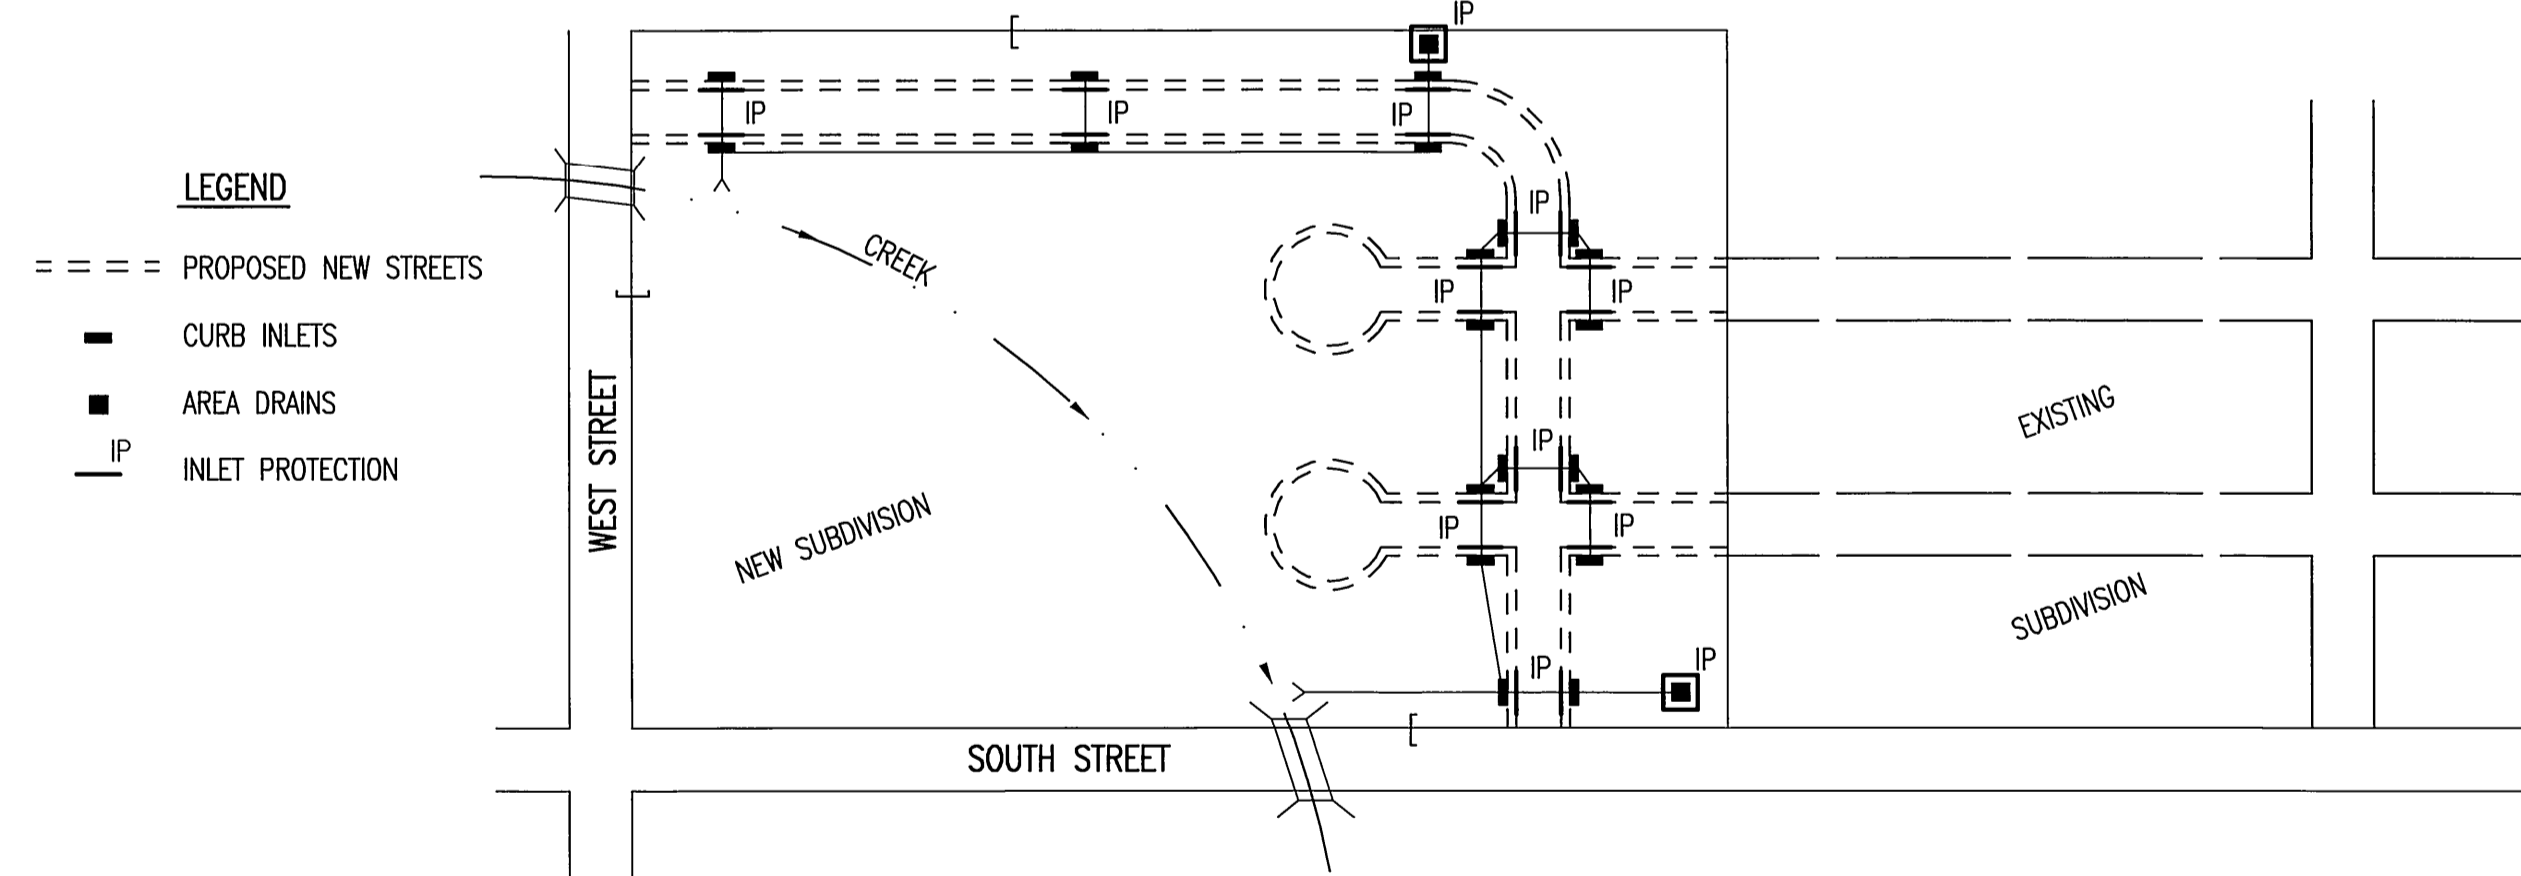 IP
IP
IP
IP
LEGEND
PROPOSED NEW STREETS
CURB INLETS
AREA DRAINS
IP
INLET PROTECTION
WEST STREET
CREEK
NEW SUBDIVISION
IP
IP
IP
IP
IP
IP
IP
IP
SOUTH STREET
EXISTING
SUBDIVISION